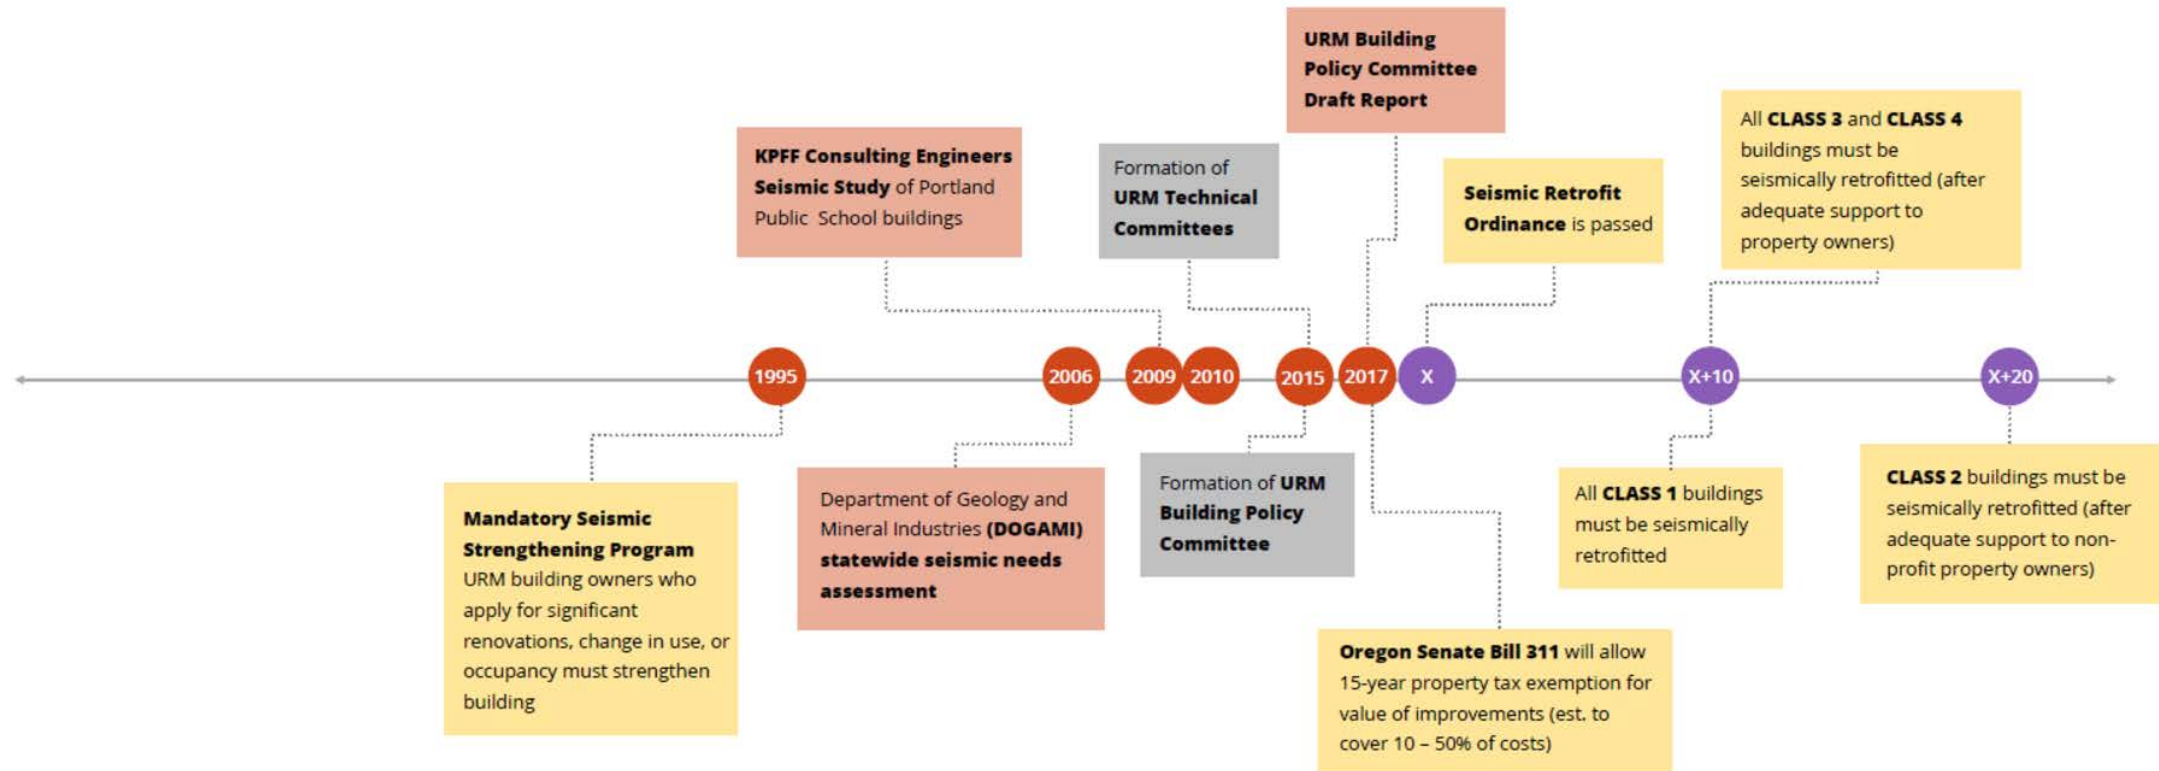 URM Building
Policy Committee
Draft Report
KPFF Consulting Engineers
Seismic Study of Portland
Public School buildings
Formation of
URM Technical
Committees
Seismic Retrofit
Ordinance is passed
All CLASS 3 and CLASS 4
buildings must be
seismically retrofitted (after
adequate support to
property owners)
1995
2006
2009
2010
2015
2017
X
X+10
X+20
Mandatory Seismic
Strengthening Program
URM building owners who
apply for significant
renovations, change in use, or
occupancy must strengthen
building
Department of Geology and
Mineral Industries (DOGAMI)
statewide seismic needs
assessment
Formation of URM
Building Policy
Committee
Oregon Senate Bill 311 will allow
15-year property tax exemption for
value of improvements (est. to
cover 10 – 50% of costs)
All CLASS 1 buildings
must be seismically
retrofitted
CLASS 2 buildings must be
seismically retrofitted (after
adequate support to non-
profit property owners)